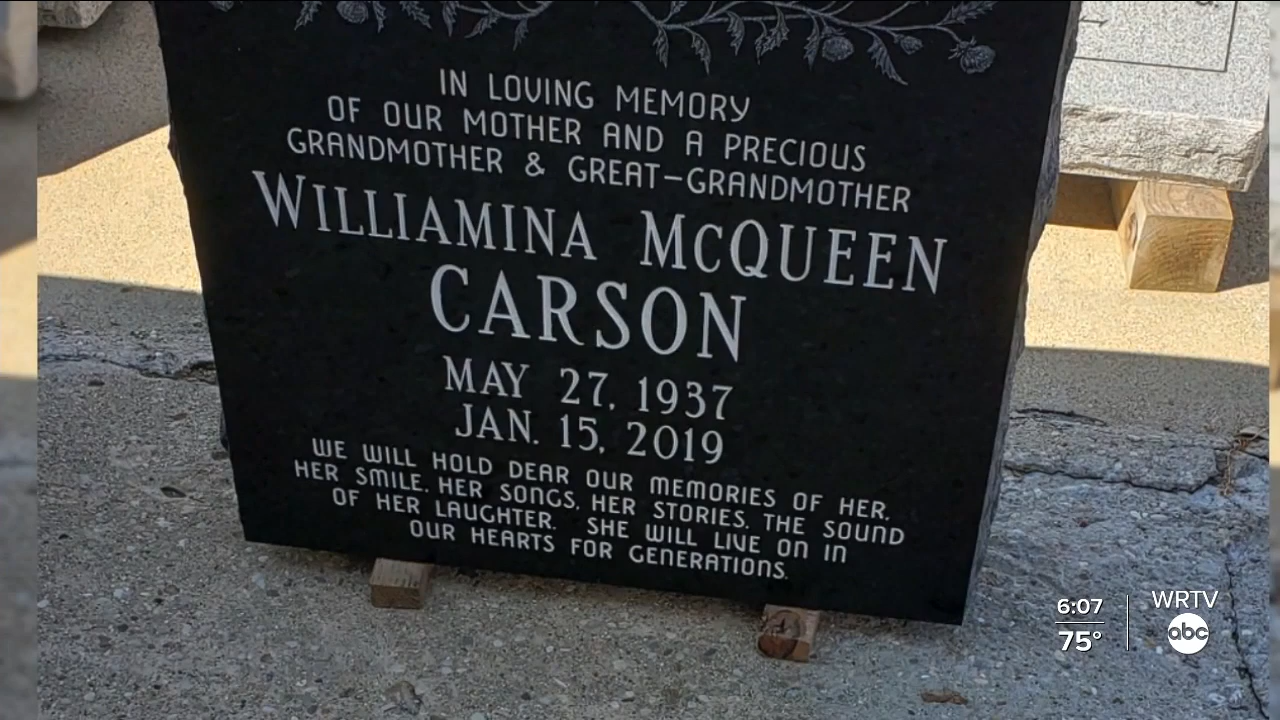 IN LOVING MEMORY
OF OUR MOTHER AND A PRECIOUS
GRANDMOTHER & GREAT-GRANDMOTHER
WILLIAMINA McQUEEN
CARSON
MAY 27, 1937
JAN. 15, 2019
WE WILL HOLD DEAR OUR MEMORIES OF HER,
HER SMILE, HER SONGS, HER STORIES, THE SOUND
OF HER LAUGHTER. SHE WILL LIVE ON IN
OUR HEARTS FOR GENERATIONS.
6:07
75°
WRTV
abc